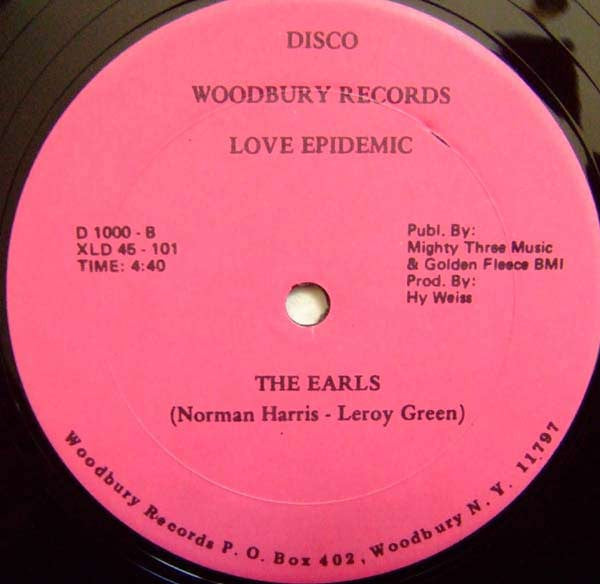 DISCO
WOODBURY RECORDS
LOVE EPIDEMIC
D 1000 - B
XLD 45 - 101
TIME: 4:40
Publ. By:
Mighty Three Music
& Golden Fleece BMI
Prod. By:
Hy Weiss
THE EARLS
(Norman Harris - Leroy Green)
Woodbury Records P. O. Box 402, Woodbury N. Y. 11797